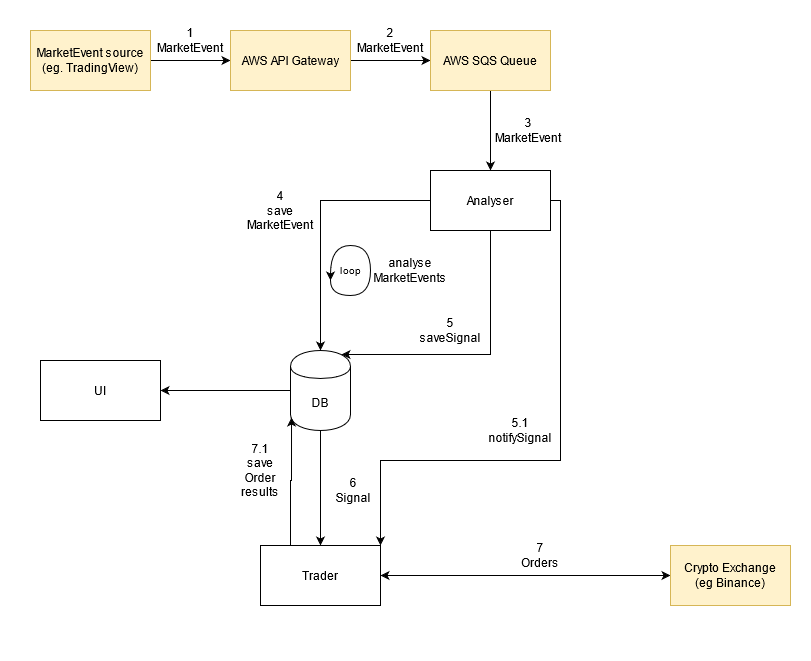 1
MarketEvent
2
MarketEvent
MarketEvent source
(eg. TradingView)
AWS API Gateway
AWS SQS Queue
3
MarketEvent
Analyser
4
save
MarketEvent
loop
analyse
MarketEvents
5
saveSignal
UI
DB
5.1
notifySignal
7.1
save
Order
results
6
Signal
7
Orders
Trader
Crypto Exchange
(eg Binance)